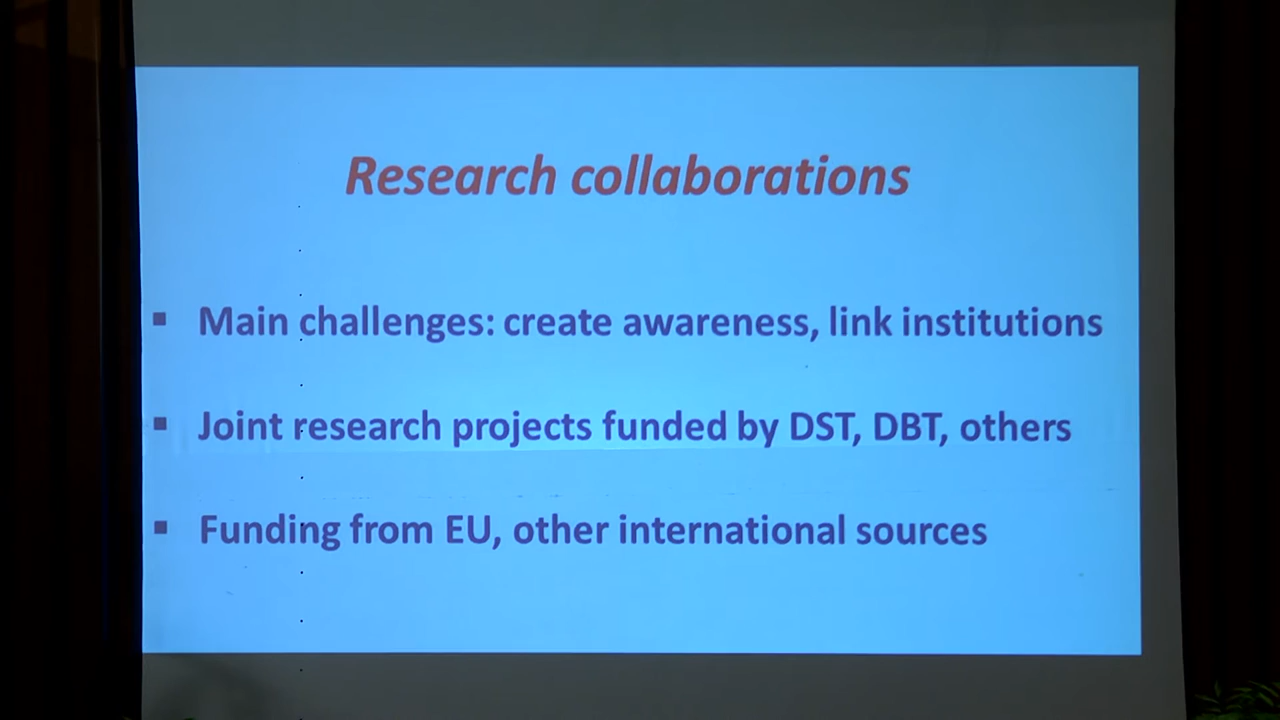 Research collaborations
▪ Main challenges: create awareness, link institutions
▪ Joint research projects funded by DST, DBT, others
▪ Funding from EU, other international sources